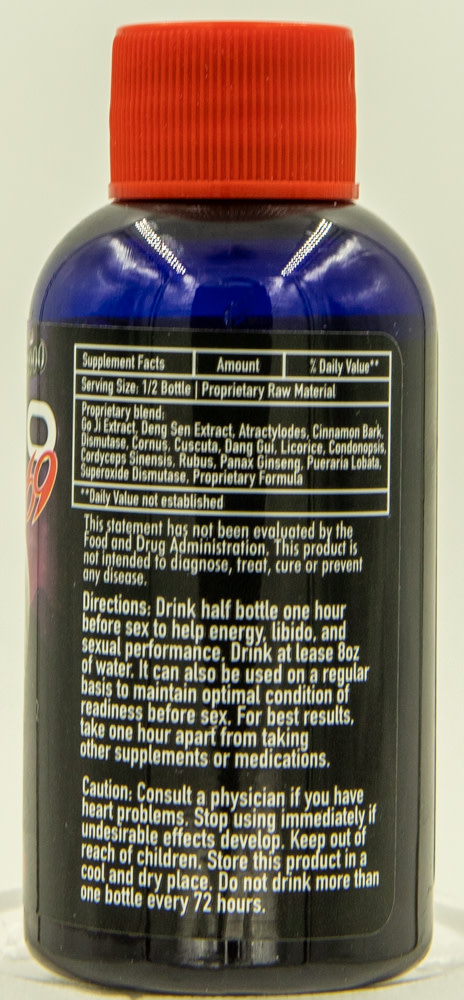 69
Supplement Facts Amount % Daily Value**
Serving Size: 1/2 Bottle Proprietary Raw Material
Proprietary blend:
Go Ji Extract, Deng Sen Extract, Atractylodes, Cinnamon Bark,
Dismutase, Cornus, Cuscuta, Dang Gui, Licorice, Condonopsis,
Cordyceps Sinensis, Rubus, Panax Ginseng, Pueraria Lobata,
Superoxide Dismutase, Proprietary Formula
**Daily Value not established
This statement has not been evaluated by the
Food and Drug Administration. This product is
not intended to diagnose, treat, cure or prevent
any disease.
Directions: Drink half bottle one hour
before sex to help energy, libido, and
sexual performance. Drink at lease 8oz
of water. It can also be used on a regular
basis to maintain optimal condition of
readiness before sex. For best results,
take one hour apart from taking
other supplements or medications.
Caution: Consult a physician if you have
heart problems. Stop using immediately if
undesirable effects develop. Keep out of
reach of children. Store this product in a
cool and dry place. Do not drink more than
one bottle every 72 hours.